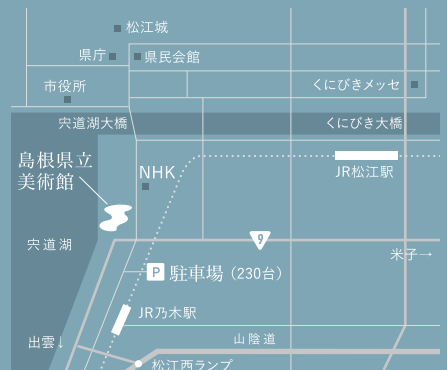 松江城
県庁
県民会館
市役所
くにびきメッセ
宍道湖大橋
くにびき大橋
島根県立
美術館
NHK
JR松江駅
宍道湖
9
米子→
P 駐車場（230台）
JR乃木駅
出雲↓
山陰道
松江西ランプ